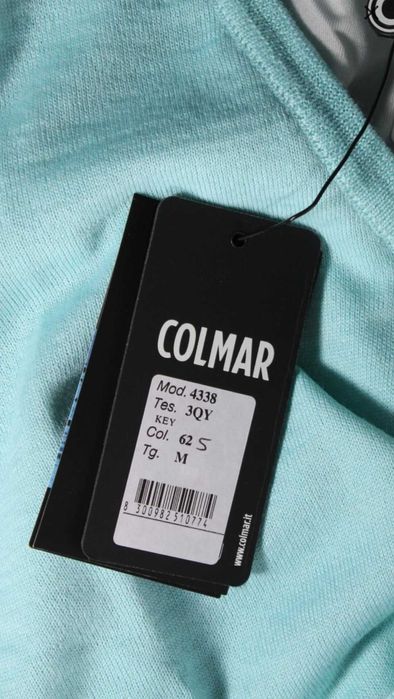 COLMAR
Mod. 4338
Tes. 3QY
KEY
Col. 62 5
Tg. M
8 300982 510774
www.colmar.it